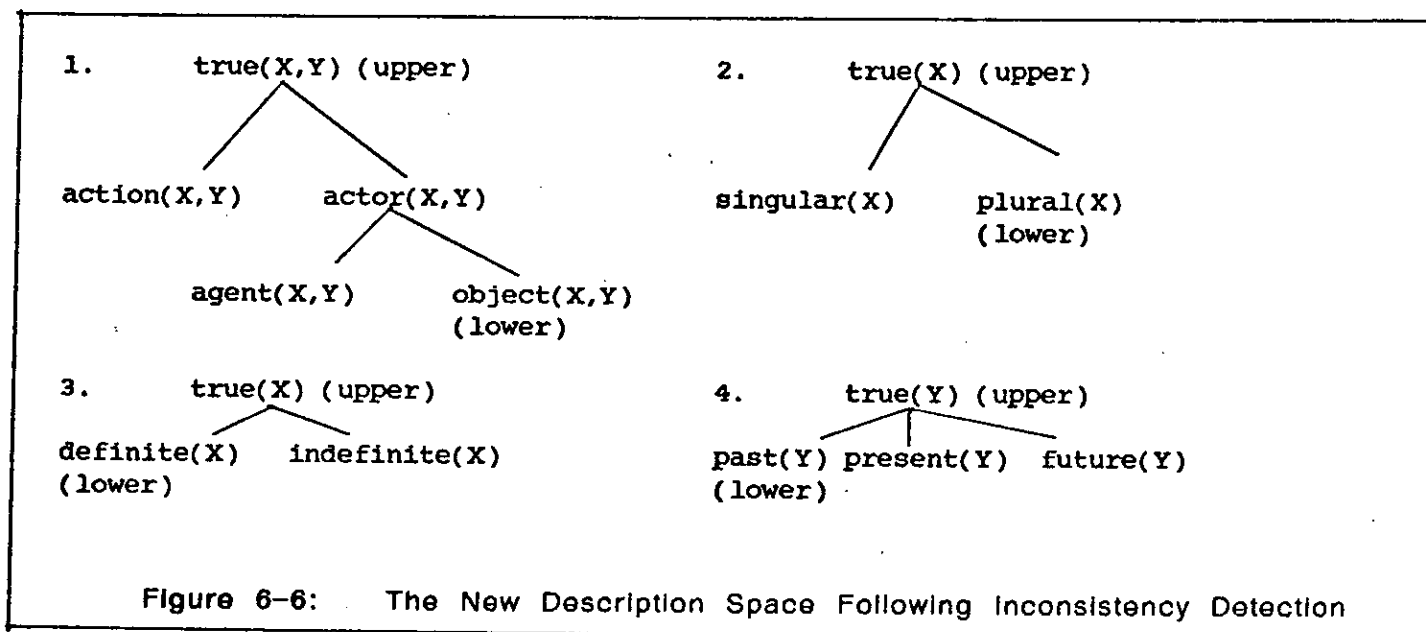 1. true(X,Y) (upper)
action(X,Y) actor(X,Y)
agent(X,Y) object(X,Y)
(lower)
2. true(X) (upper)
singular(X) plural(X)
(lower)
3. true(X) (upper)
definite(X) indefinite(X)
(lower)
4. true(Y) (upper)
past(Y) present(Y) future(Y)
(lower)
Figure 6-6: The New Description Space Following Inconsistency Detection